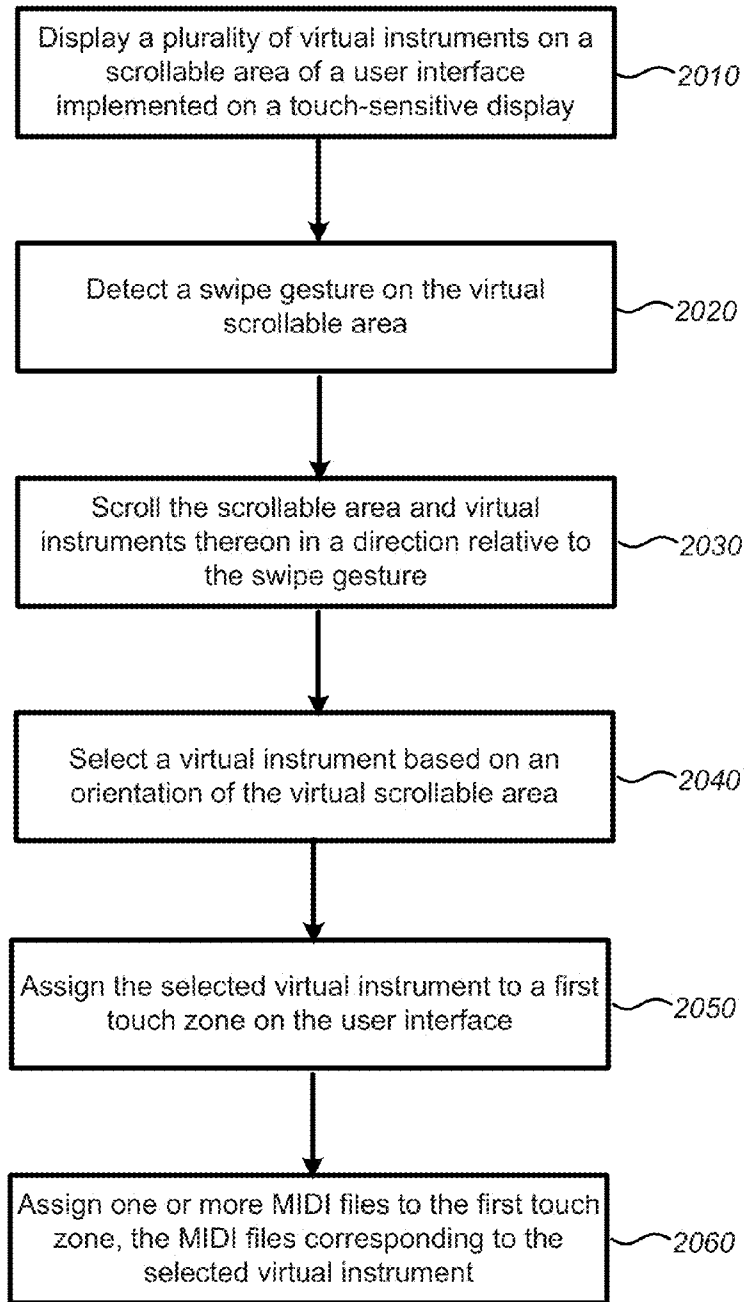 Display a plurality of virtual instruments on a
scrollable area of a user interface
implemented on a touch-sensitive display
2010
Detect a swipe gesture on the virtual
scrollable area
2020
Scroll the scrollable area and virtual
instruments thereon in a direction relative to
the swipe gesture
2030
Select a virtual instrument based on an
orientation of the virtual scrollable area
2040
Assign the selected virtual instrument to a first
touch zone on the user interface
2050
Assign one or more MIDI files to the first touch
zone, the MIDI files corresponding to the
selected virtual instrument
2060